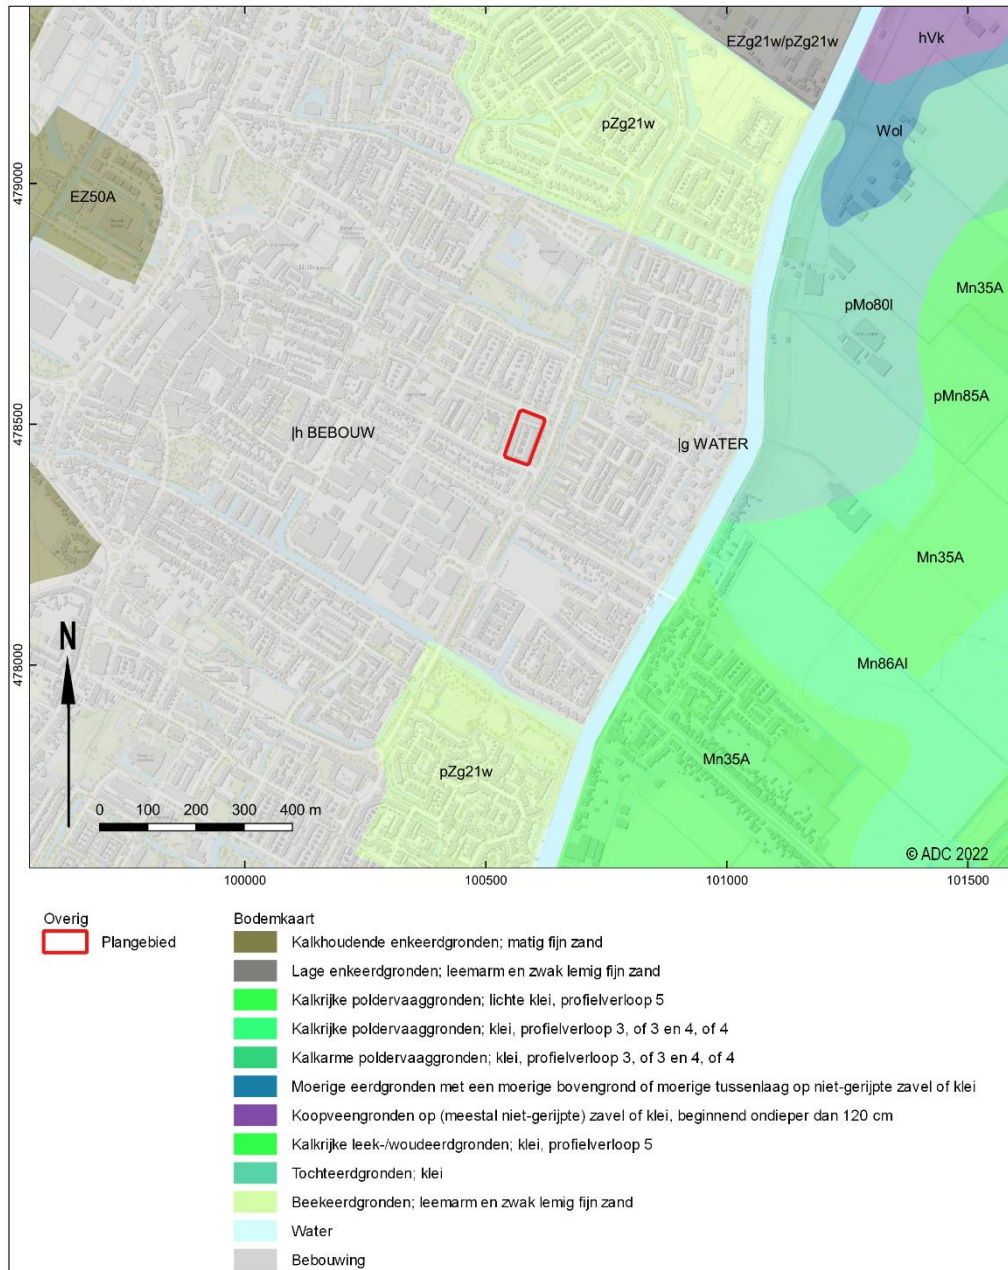 EZg21w/pZg21w
hVk
pZg21w
Wol
479000
EZ50A
Hillegom
Mn35A
pMo80l
pMn85A
478500
|h BEBOUW
|g WATER
Mn35A
N
478000
Mn86Al
Mn35A
pZg21w
0 100 200 300 400 m
© ADC 2022
100000 100500 101000 101500
Overig
Plangebied
Bodemkaart
Kalkhoudende enkeerdgronden; matig fijn zand
Lage enkeerdgronden; leemarm en zwak lemig fijn zand
Kalkrijke poldervaaggronden; lichte klei, profielverloop 5
Kalkrijke poldervaaggronden; klei, profielverloop 3, of 3 en 4, of 4
Kalkarme poldervaaggronden; klei, profielverloop 3, of 3 en 4, of 4
Moerige eerdgronden met een moerige bovengrond of moerige tussenlaag op niet-gerijpte zavel of klei
Koopveengronden op (meestal niet-gerijpte) zavel of klei, beginnend ondieper dan 120 cm
Kalkrijke leek-/woudeerdgronden; klei, profielverloop 5
Tochteerdgronden; klei
Beekeerdgronden; leemarm en zwak lemig fijn zand
Water
Bebouwing